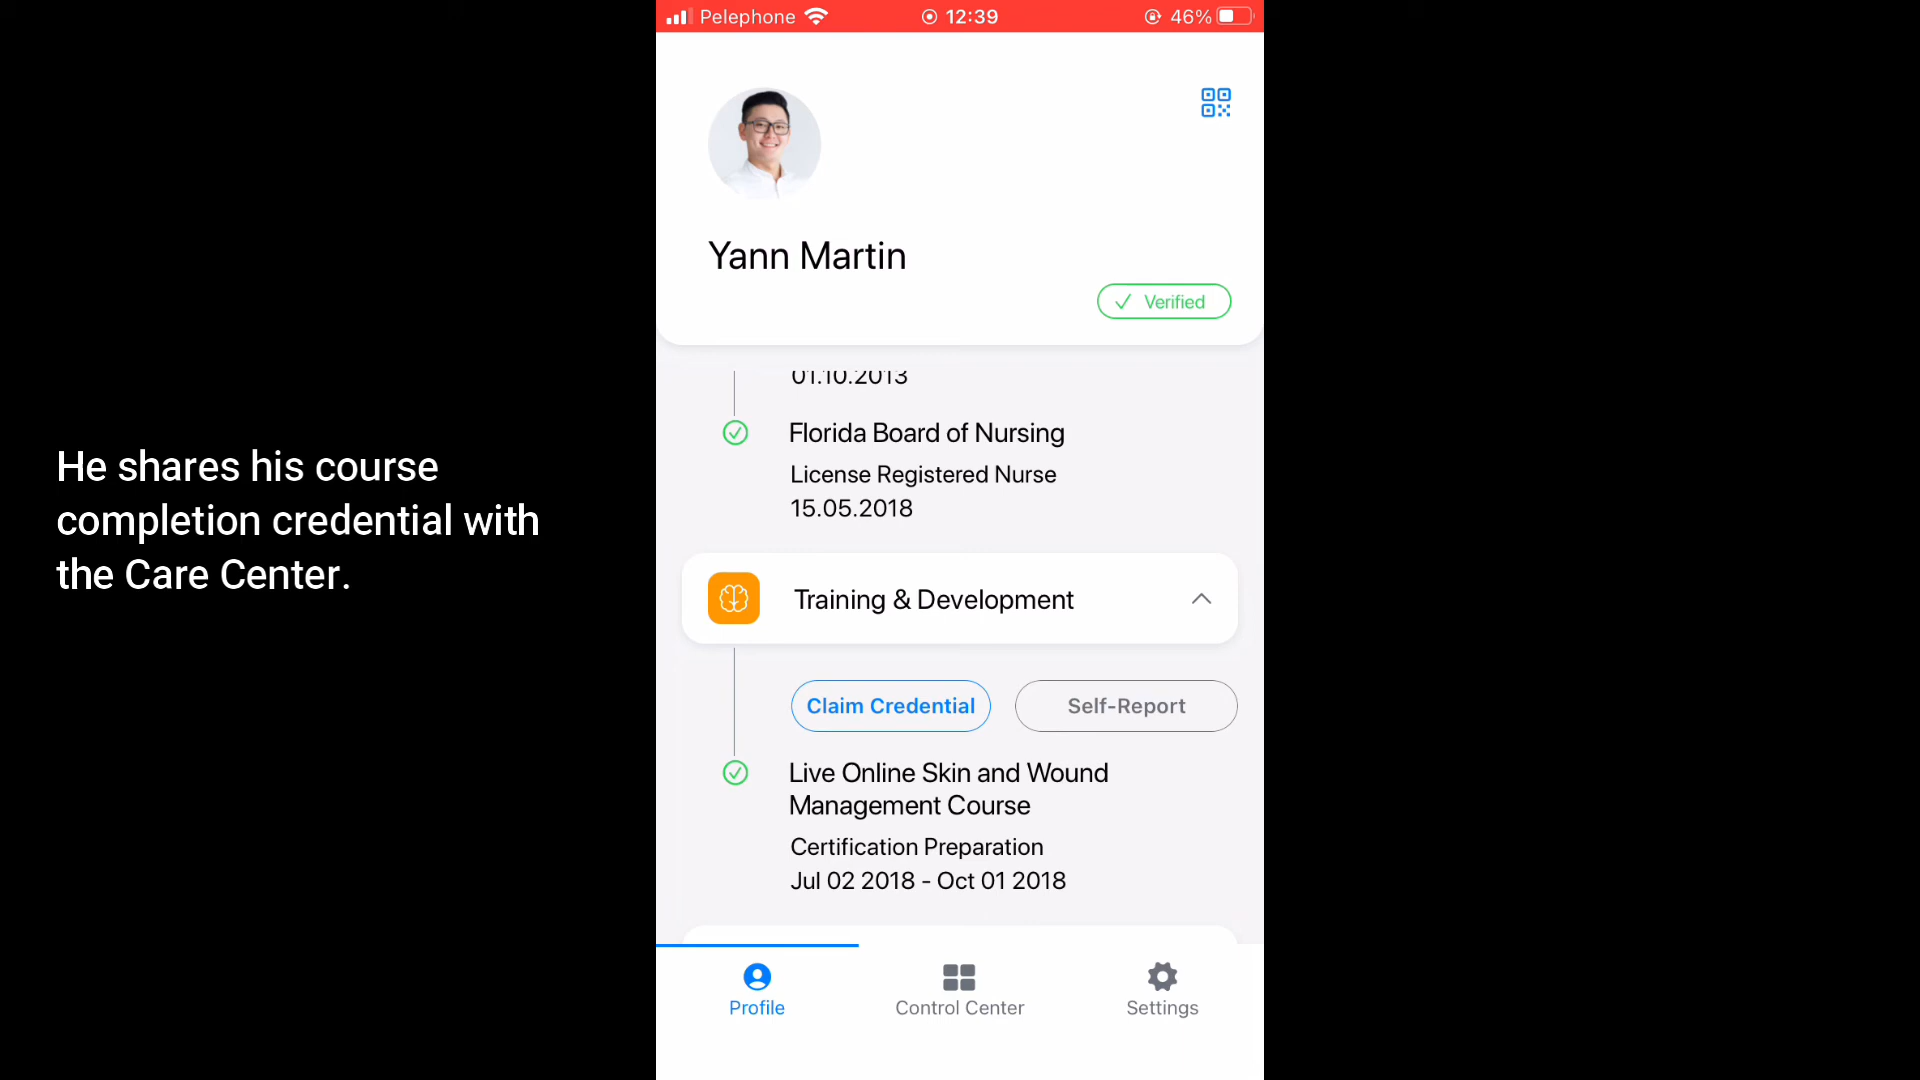 Pelephone 12:39 46%
Yann Martin
Verified
01.10.2013
Florida Board of Nursing
License Registered Nurse
15.05.2018
He shares his course
completion credential with
the Care Center.
Training & Development
Claim Credential Self-Report
Live Online Skin and Wound
Management Course
Certification Preparation
Jul 02 2018 - Oct 01 2018
Profile Control Center Settings